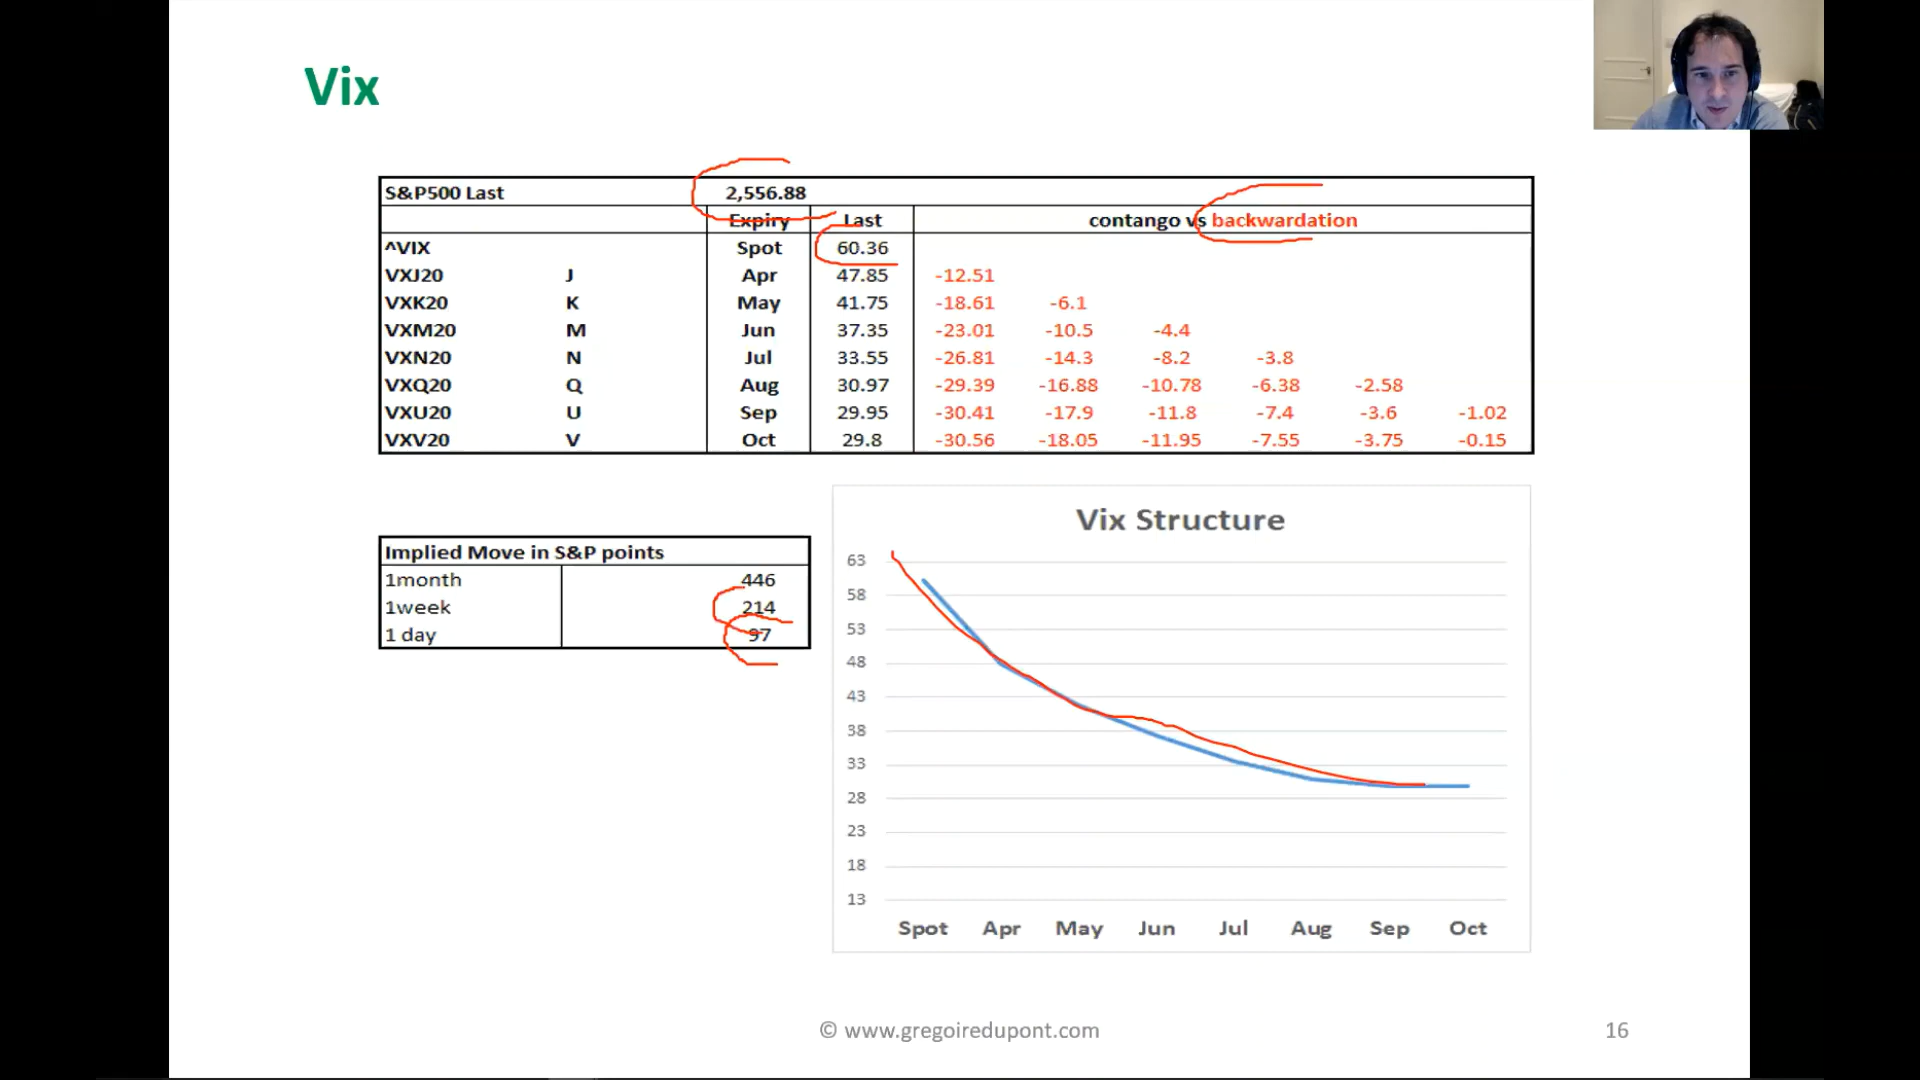 Vix
S&P500 Last 2,556.88
Expiry Last contango vs backwardation
^VIX Spot 60.36
VXJ20 J Apr 47.85 -12.51
VXK20 K May 41.75 -18.61 -6.1
VXM20 M Jun 37.35 -23.01 -10.5 -4.4
VXN20 N Jul 33.55 -26.81 -14.3 -8.2 -3.8
VXQ20 Q Aug 30.97 -29.39 -16.88 -10.78 -6.38 -2.58
VXU20 U Sep 29.95 -30.41 -17.9 -11.8 -7.4 -3.6 -1.02
VXV20 V Oct 29.8 -30.56 -18.05 -11.95 -7.55 -3.75 -0.15
Implied Move in S&P points
1month 446
1week 214
1 day 97
Vix Structure
63
58
53
48
43
38
33
28
23
18
13
Spot Apr May Jun Jul Aug Sep Oct
© www.gregoiredupont.com
16